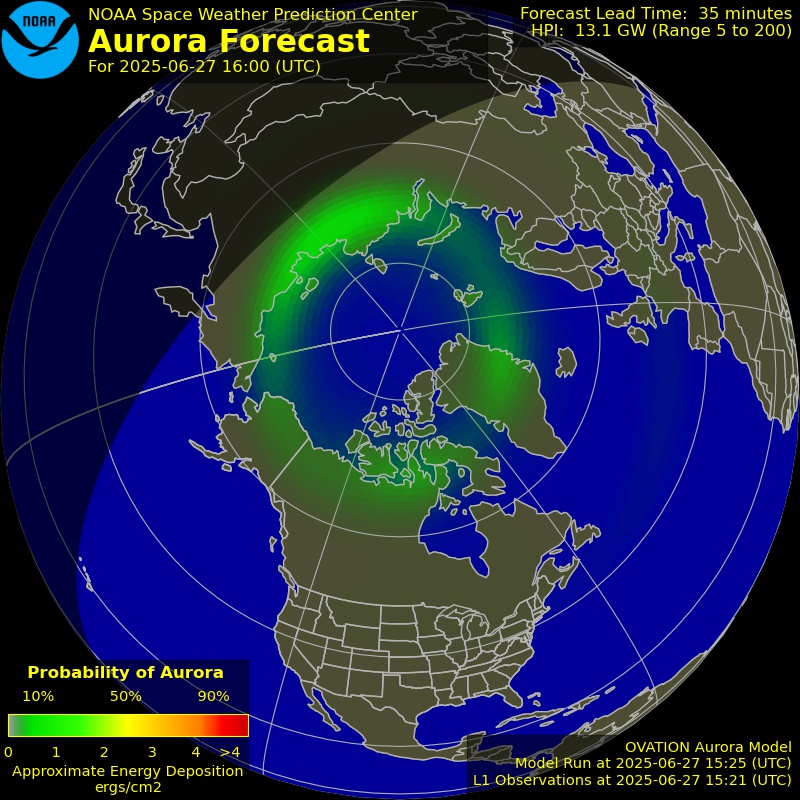 NOAA
NOAA Space Weather Prediction Center
Aurora Forecast
For 2025-06-27 16:00 (UTC)
Forecast Lead Time: 35 minutes
HPI: 13.1 GW (Range 5 to 200)
Probability of Aurora
10% 50% 90%
0 1 2 3 4 >4
Approximate Energy Deposition
ergs/cm2
OVATION Aurora Model
Model Run at 2025-06-27 15:25 (UTC)
L1 Observations at 2025-06-27 15:21 (UTC)